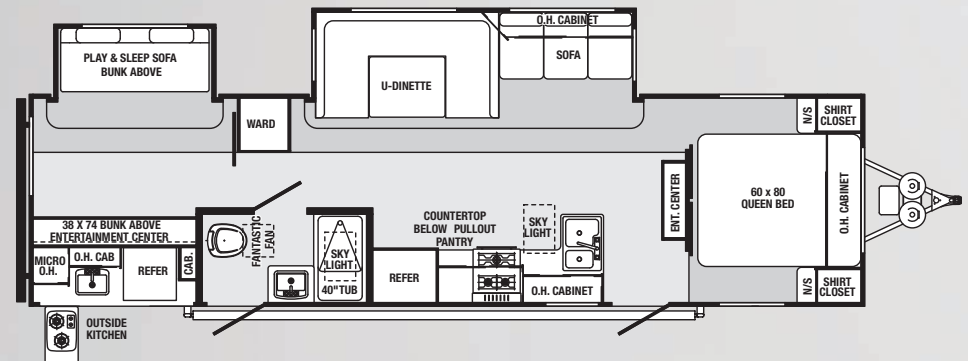 O.H. CABINET
PLAY & SLEEP SOFA
BUNK ABOVE
SOFA
U-DINETTE
WARD
N/S
SHIRT
CLOSET
38 X 74 BUNK ABOVE
ENTERTAINMENT CENTER
MICRO
O.H.
O.H. CAB
REFER
CAB.
FANTASTIC
FAN
SKY
LIGHT
40" TUB
COUNTERTOP
BELOW PULLOUT
PANTRY
REFER
SKY
LIGHT
O.H. CABINET
ENT. CENTER
60 x 80
QUEEN BED
O.H. CABINET
N/S
SHIRT
CLOSET
OUTSIDE
KITCHEN